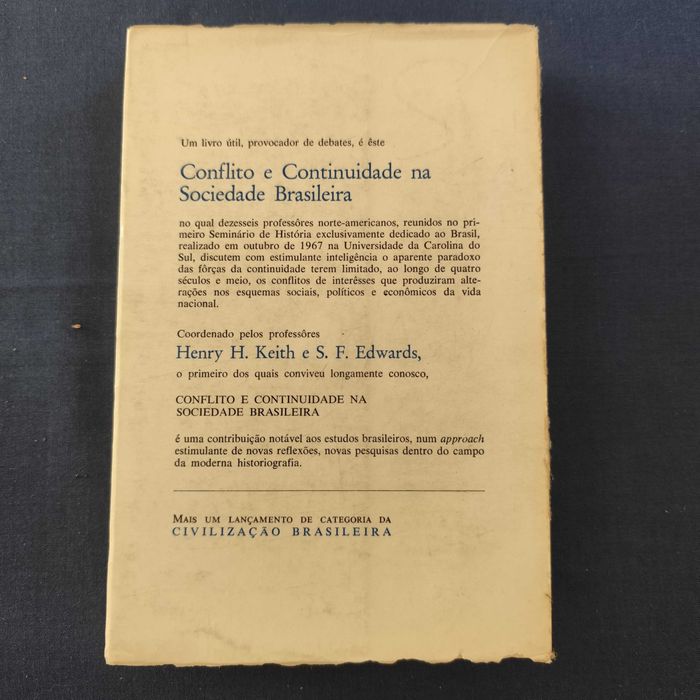 Um livro útil, provocador de debates, é êste
Conflito e Continuidade na
Sociedade Brasileira
no qual dezesseis professôres norte-americanos, reunidos no pri-
meiro Seminário de História exclusivamente dedicado ao Brasil,
realizado em outubro de 1967 na Universidade da Carolina do
Sul, discutem com estimulante inteligência o aparente paradoxo
das fôrças da continuidade terem limitado, ao longo de quatro
séculos e meio, os conflitos de interêsses que produziram alte-
rações nos esquemas sociais, políticos e econômicos da vida
nacional.
Coordenado pelos professôres
Henry H. Keith e S. F. Edwards,
o primeiro dos quais conviveu longamente conosco,
CONFLITO E CONTINUIDADE NA
SOCIEDADE BRASILEIRA
é uma contribuição notável aos estudos brasileiros, num approach
estimulante de novas reflexões, novas pesquisas dentro do campo
da moderna historiografia.
MAIS UM LANÇAMENTO DE CATEGORIA DA
CIVILIZAÇÃO BRASILEIRA